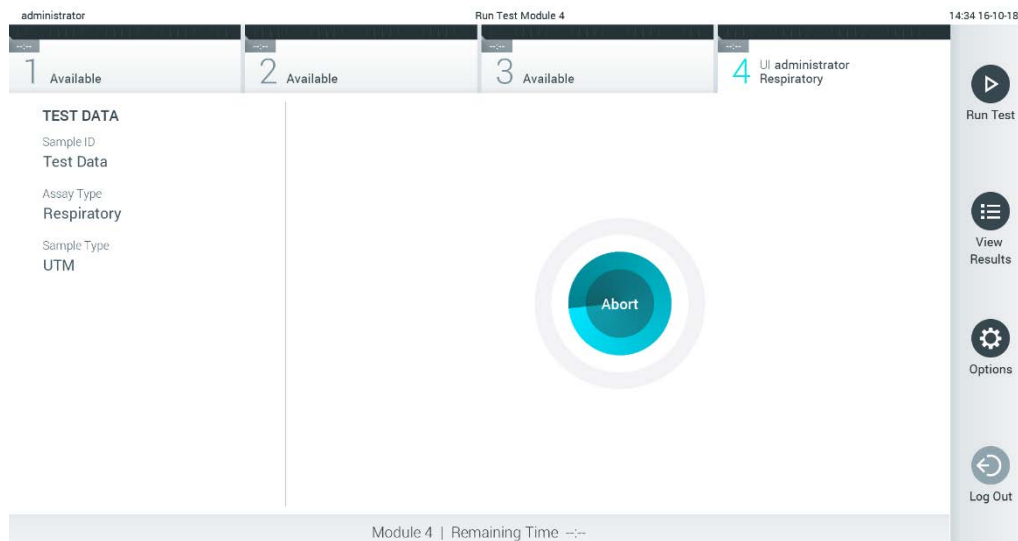 administrator
Run Test Module 4
14:34 16-10-18
--:--
--:--
--:--
--:--
1 Available
2 Available
3 Available
4 UI administrator
Respiratory
Run Test
TEST DATA
Sample ID
Test Data
Assay Type
Respiratory
Sample Type
UTM
Abort
View
Results
Options
Log Out
Module 4 | Remaining Time --:--